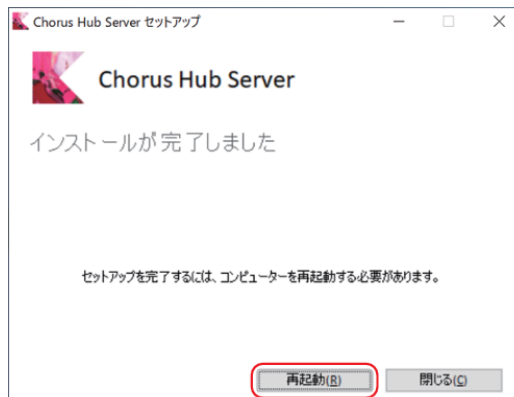 Chorus Hub Server セットアップ
Chorus Hub Server
インストールが完了しました
セットアップを完了するには、コンピューターを再起動する必要があります。
再起動(R)
閉じる(C)